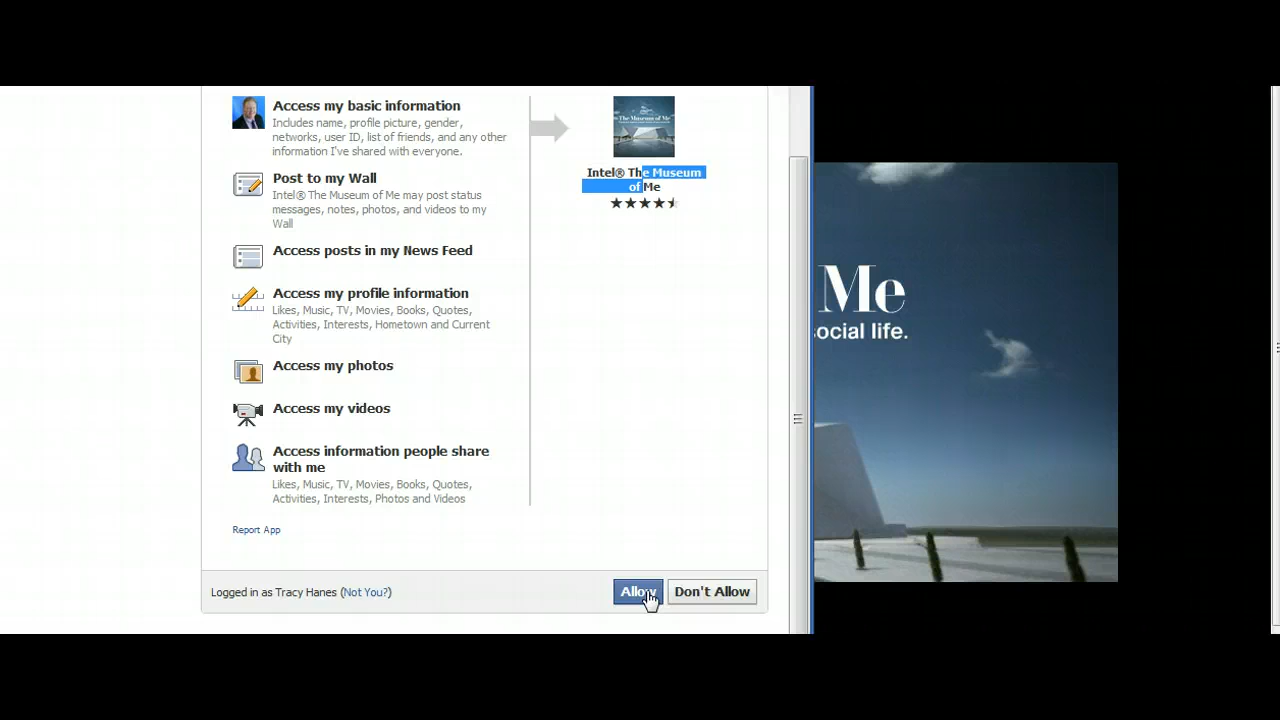 Access my basic information
Includes name, profile picture, gender,
networks, user ID, list of friends, and any other
information I've shared with everyone.
Post to my Wall
Intel® The Museum of Me may post status
messages, notes, photos, and videos to my
Wall
Access posts in my News Feed
Access my profile information
Likes, Music, TV, Movies, Books, Quotes,
Activities, Interests, Hometown and Current
City
Access my photos
Access my videos
Access information people share
with me
Likes, Music, TV, Movies, Books, Quotes,
Activities, Interests, Photos and Videos
Report App
The Museum of Me
Intel® The Museum
of Me
Logged in as Tracy Hanes (Not You?)
Allow
Don't Allow
Me
social life.